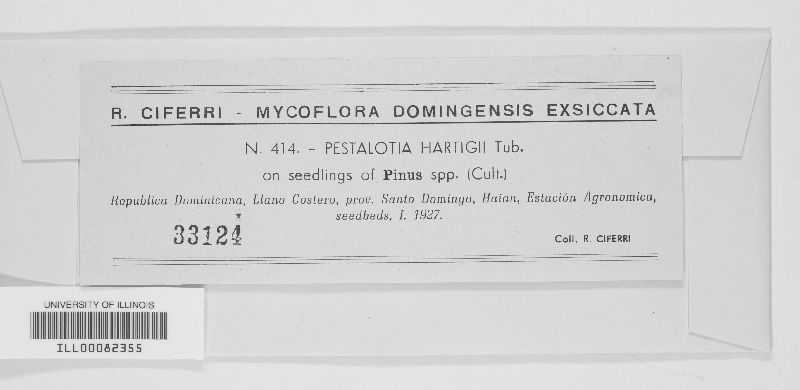 R. CIFERRI - MYCOFLORA DOMINGENSIS EXSICCATA
N. 414. - PESTALOTIA HARTIGII Tub.
on seedlings of Pinus spp. (Cult.)
Republica Dominicana, Llano Costero, prov. Santo Domingo, Haina, Estación Agronomica,
seedbeds, I. 1927.
33124
Coll. R. CIFERRI
UNIVERSITY OF ILLINOIS
ILL00082355